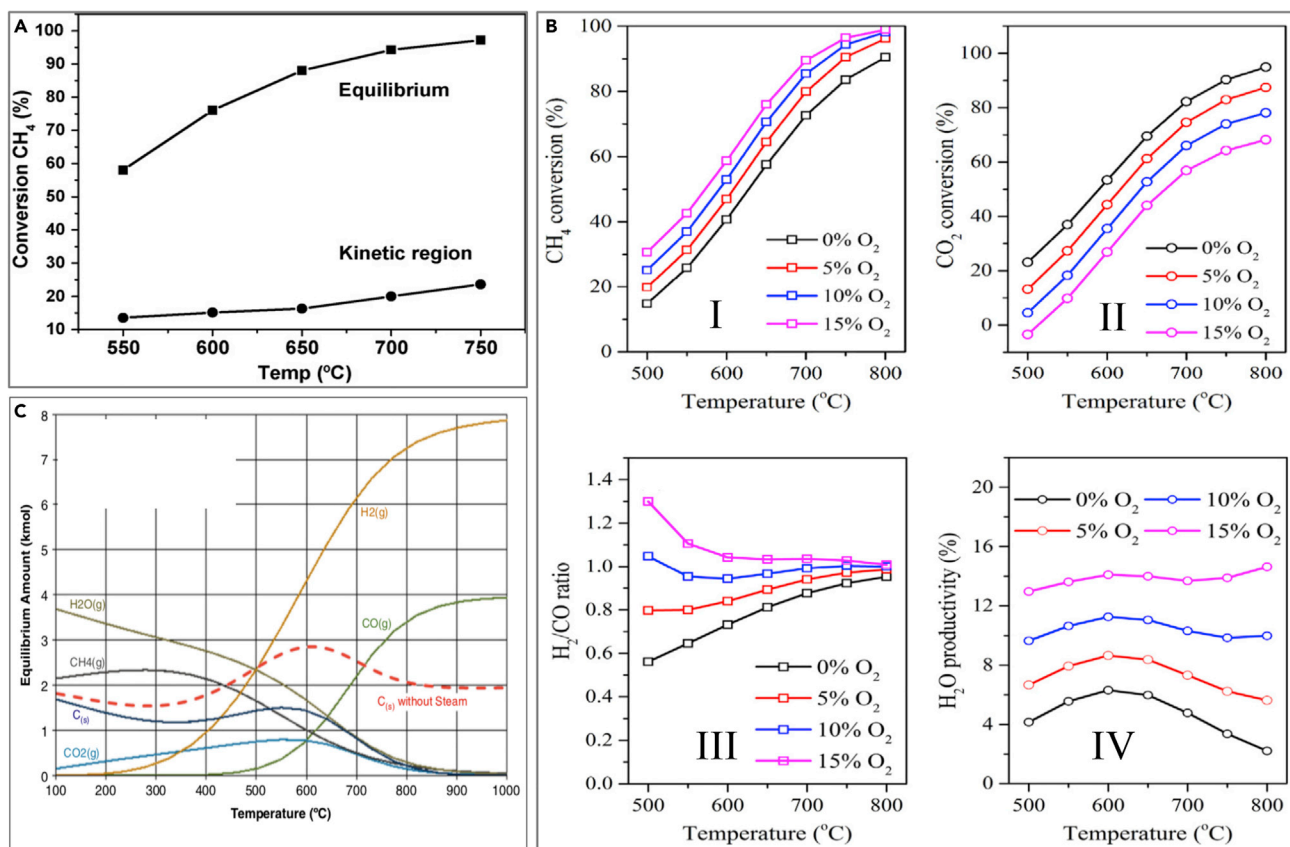 A
Conversion CH4 (%)
100
90
80
70
60
50
40
30
20
10
Equilibrium
Kinetic region
550 600 650 700 750
Temp (ºC)
B
CH4 conversion (%)
100
80
60
40
20
0
0% O2
5% O2
10% O2
15% O2
I
500 600 700 800
Temperature (oC)
CO2 conversion (%)
100
80
60
40
20
0
0% O2
5% O2
10% O2
15% O2
II
500 600 700 800
Temperature (oC)
C
Equilibrium Amount (kmol)
8
7
6
5
4
3
2
1
0
H2(g)
H2O(g)
CO(g)
CH4(g)
C(s) without Steam
C(s)
CO2(g)
100 200 300 400 500 600 700 800 900 1000
Temperature (ºC)
H2/CO ratio
1.4
1.2
1.0
0.8
0.6
0.4
0.2
0.0
0% O2
5% O2
10% O2
15% O2
III
500 600 700 800
Temperature (oC)
H2O productivity (%)
20
16
12
8
4
0
0% O2 10% O2
5% O2 15% O2
IV
500 600 700 800
Temperature (oC)